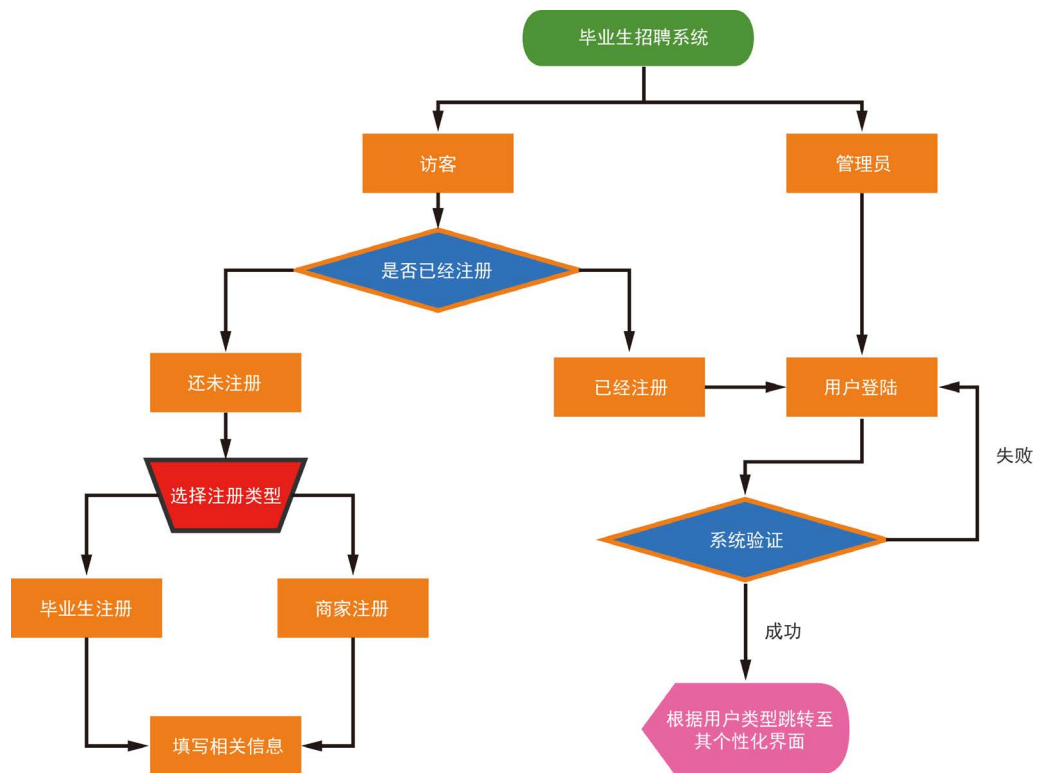 毕业生招聘系统
访客
管理员
是否已经注册
还未注册
已经注册
用户登陆
失败
选择注册类型
系统验证
毕业生注册
商家注册
成功
填写相关信息
根据用户类型跳转至
其个性化界面